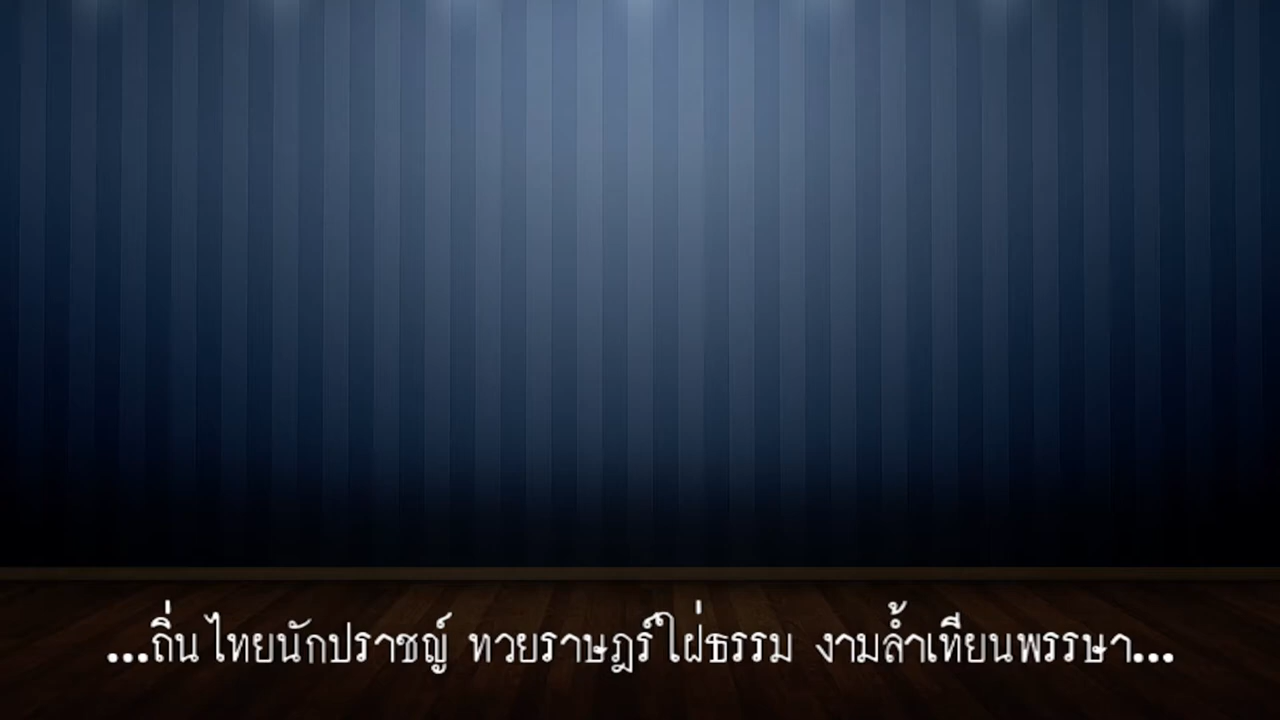 ...ถิ่นไทยนักปราชญ์ ทวยราษฎร์ใฝ่ธรรม งามล้ำเทียนพรรษา...